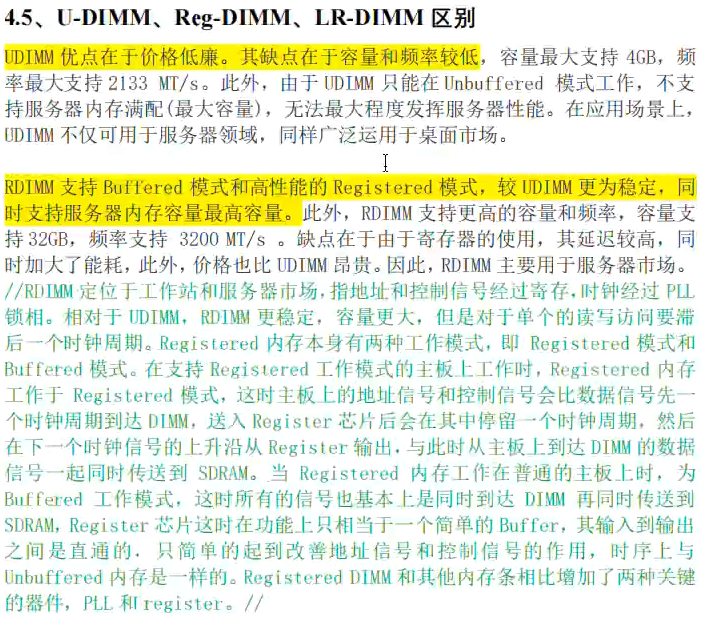 4.5、U-DIMM、Reg-DIMM、LR-DIMM 区别
UDIMM 优点在于价格低廉。其缺点在于容量和频率较低，容量最大支持 4GB，频
率最大支持 2133 MT/s。此外，由于 UDIMM 只能在 Unbuffered 模式工作，不支
持服务器内存满配(最大容量)，无法最大程度发挥服务器性能。在应用场景上，
UDIMM 不仅可用于服务器领域，同样广泛运用于桌面市场。
RDIMM 支持 Buffered 模式和高性能的 Registered 模式，较 UDIMM 更为稳定，同
时支持服务器内存容量最高容量。此外，RDIMM 支持更高的容量和频率，容量支
持 32GB，频率支持 3200 MT/s 。缺点在于由于寄存器的使用，其延迟较高，同
时加大了能耗，此外，价格也比 UDIMM 昂贵。因此，RDIMM 主要用于服务器市场。
//RDIMM 定位于工作站和服务器市场，指地址和控制信号经过寄存，时钟经过 PLL
锁相。相对于 UDIMM，RDIMM 更稳定，容量更大，但是对于单个的读写访问要滞
后一个时钟周期。Registered 内存本身有两种工作模式，即 Registered 模式和
Buffered 模式。在支持 Registered 工作模式的主板上工作时，Registered 内存
工作于 Registered 模式，这时主板上的地址信号和控制信号会比数据信号先一
个时钟周期到达 DIMM，送入 Register 芯片后会在其中停留一个时钟周期，然后
在下一个时钟信号的上升沿从 Register 输出，与此时从主板上到达 DIMM 的数据
信号一起同时传送到 SDRAM。当 Registered 内存工作在普通的主板上时，为
Buffered 工作模式，这时所有的信号也基本上是同时到达 DIMM 再同时传送到
SDRAM，Register 芯片这时在功能上只相当于一个简单的 Buffer，其输入到输出
之间是直通的，只简单的起到改善地址信号和控制信号的作用，时序上与
Unbuffered 内存是一样的。Registered DIMM 和其他内存条相比增加了两种关键
的器件，PLL 和 register。//